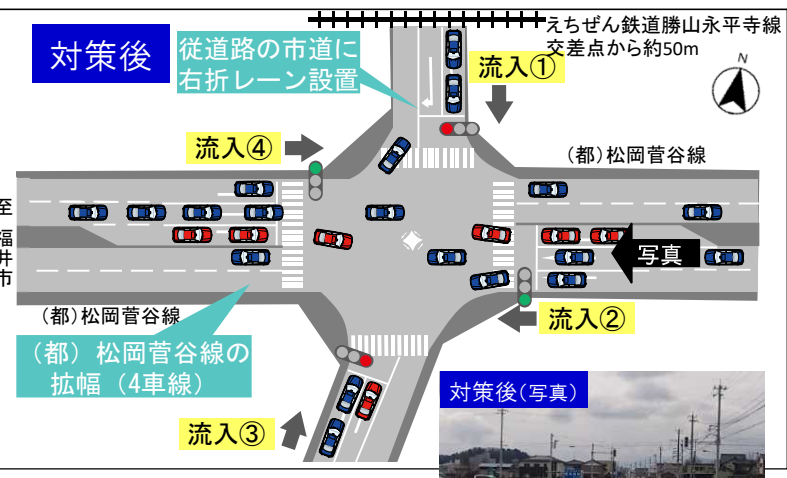 対策後
従道路の市道に
右折レーン設置
えちぜん鉄道勝山永平寺線
交差点から約50m
流入①
N
流入④
(都)松岡菅谷線
至
福
井
市
写真
(都)松岡菅谷線
流入②
(都) 松岡菅谷線の
拡幅 (4車線)
対策後(写真)
流入③